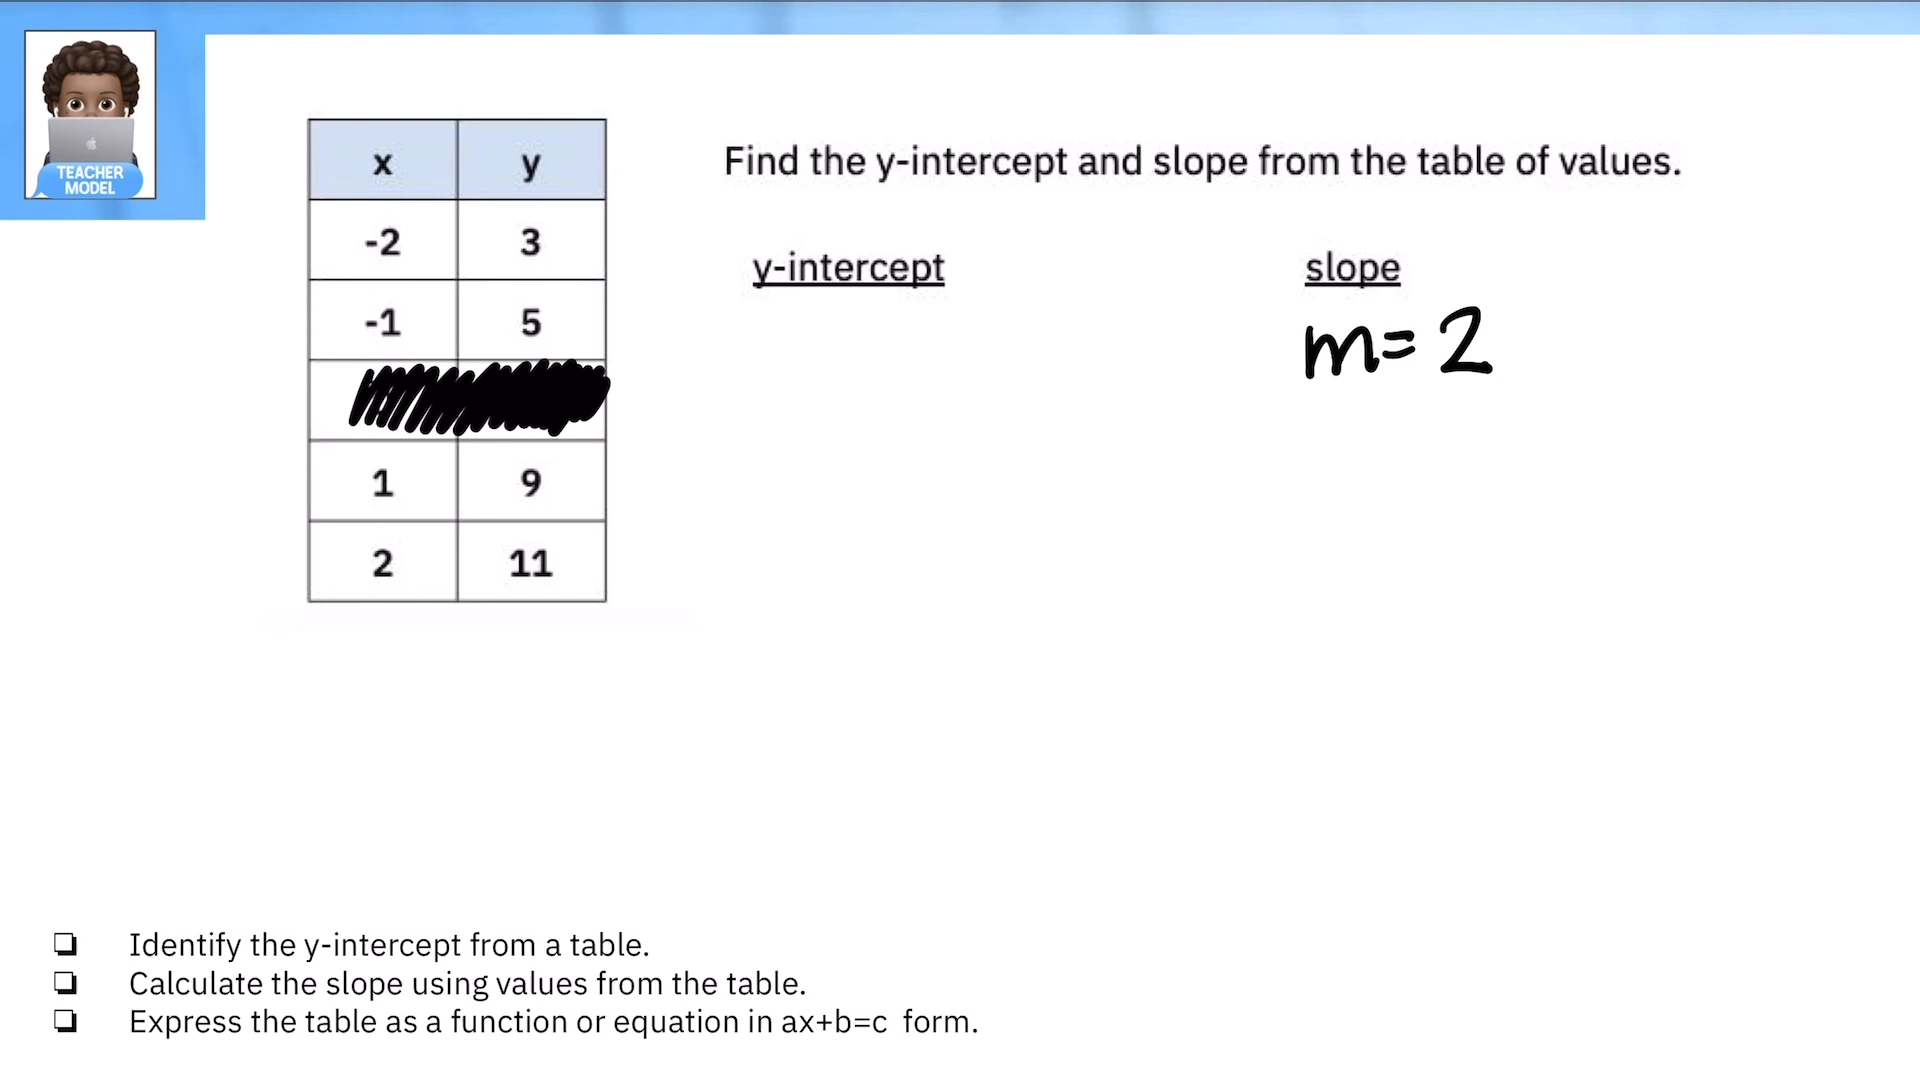 TEACHER
MODEL
x y
-2 3
-1 5
1 9
2 11
Find the y-intercept and slope from the table of values.
y-intercept slope
m= 2
❏ Identify the y-intercept from a table.
❏ Calculate the slope using values from the table.
❏ Express the table as a function or equation in ax+b=c form.